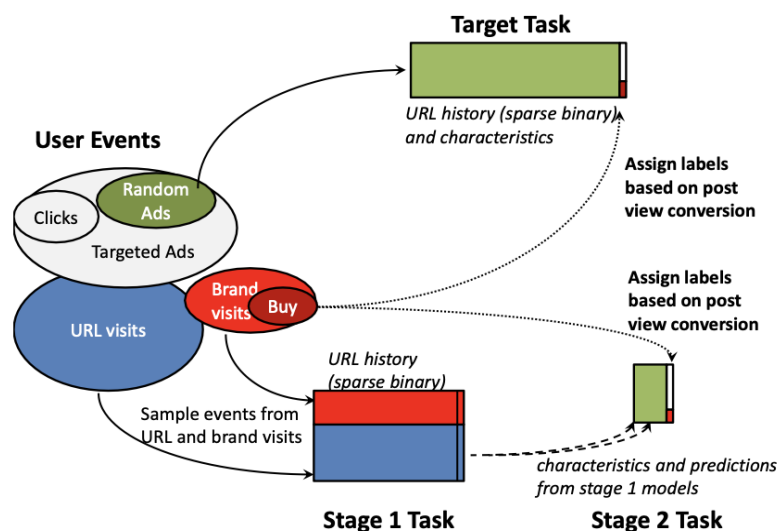 Target Task
URL history (sparse binary)
and characteristics
User Events
Random
Ads
Clicks
Targeted Ads
Assign labels
based on post
view conversion
Brand
visits
Buy
URL visits
Assign labels
based on post
view conversion
URL history
(sparse binary)
Sample events from
URL and brand visits
characteristics and predictions
from stage 1 models
Stage 1 Task
Stage 2 Task